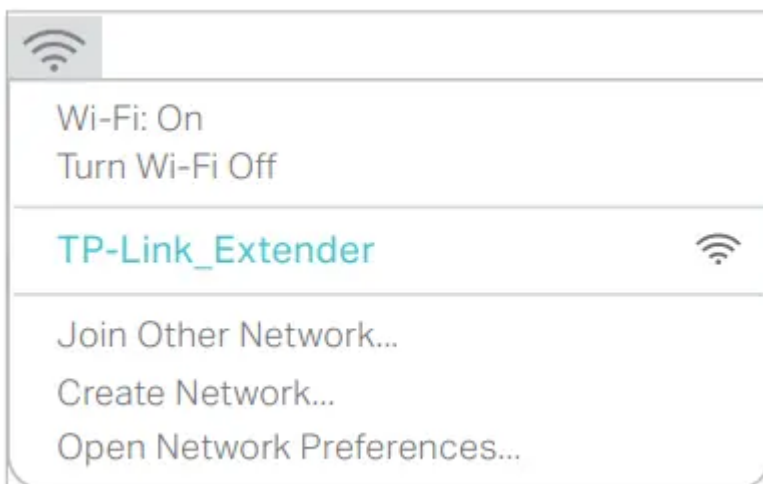 Wi-Fi: On
Turn Wi-Fi Off
TP-Link_Extender
Join Other Network...
Create Network...
Open Network Preferences...